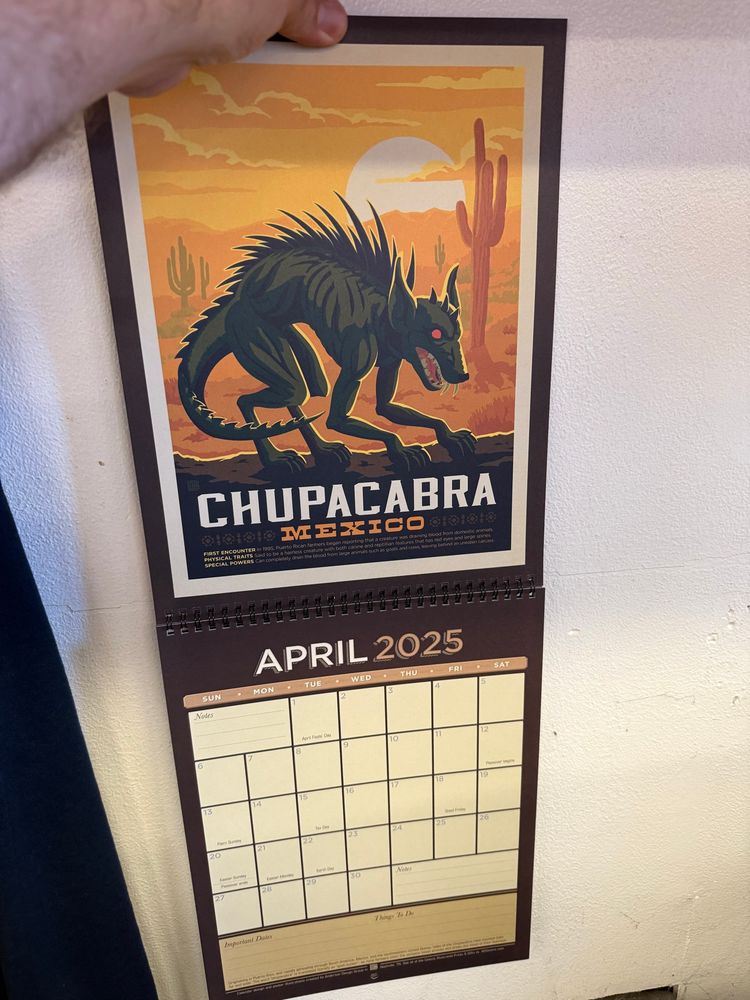 CHUPACABRA
MEXICO
FIRST ENCOUNTER In 1995, Puerto Rican farmers began reporting that a creature was draining blood from domestic animals.
PHYSICAL TRAITS Said to be a hairless creature with both canine and reptilian features that has red eyes and large spines.
SPECIAL POWERS Can completely drain the blood from large animals such as goats and cows, leaving behind an uneaten carcass.
APRIL 2025
SUN • MON • TUE • WED • THU • FRI • SAT
Notes 1 2 3 4 5
April Fools' Day
6 7 8 9 10 11 12
Passover begins
13 14 15 16 17 18 19
Palm Sunday Tax Day Good Friday
20 21 22 23 24 25 26
Easter Sunday Easter Monday Earth Day
Passover ends
27 28 29 30 Notes
Important Dates Things To Do